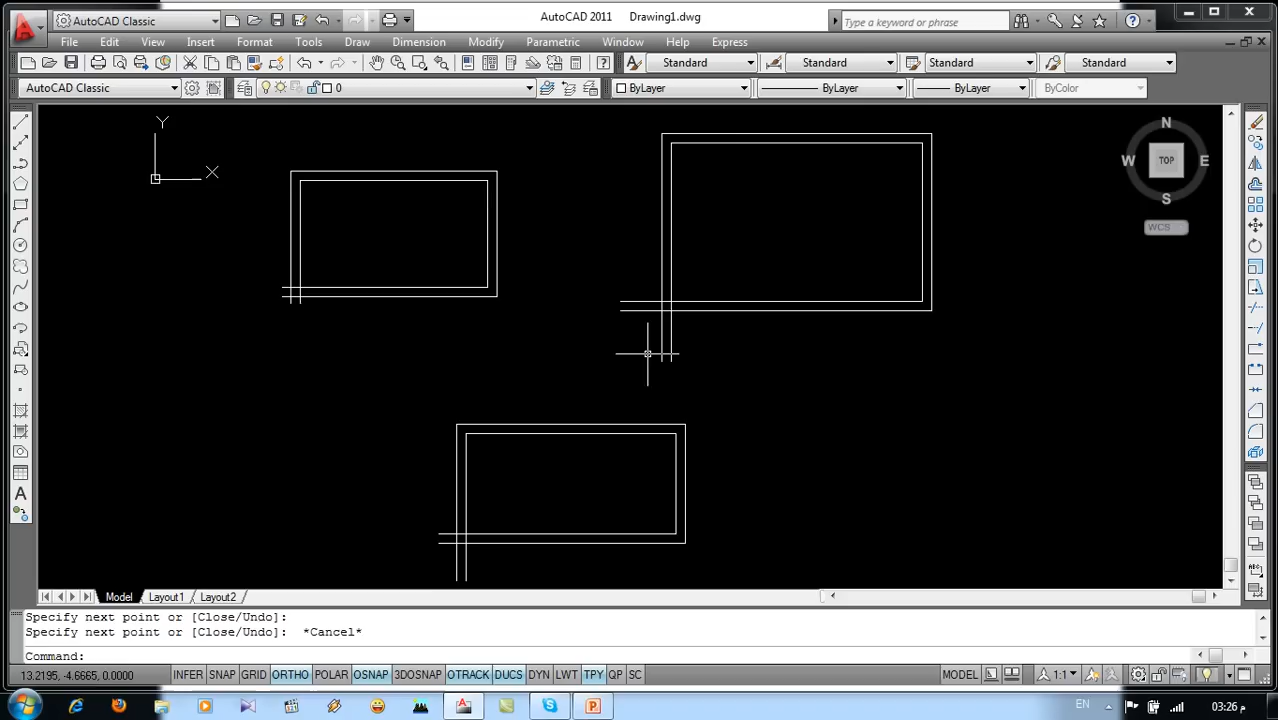 AutoCAD Classic
AutoCAD 2011 Drawing1.dwg
Type a keyword or phrase
File Edit View Insert Format Tools Draw Dimension Modify Parametric Window Help Express
Standard Standard Standard Standard
AutoCAD Classic 0 ByLayer ByLayer ByLayer ByColor
Y
X
N
W TOP E
S
WCS
A
Model Layout1 Layout2
Specify next point or [Close/Undo]:
Specify next point or [Close/Undo]: *Cancel*
Command:
13.2195, -4.6665, 0.0000 INFER SNAP GRID ORTHO POLAR OSNAP 3DOSNAP OTRACK DUCS DYN LWT TPY QP SC MODEL 1:1
EN 03:26 م